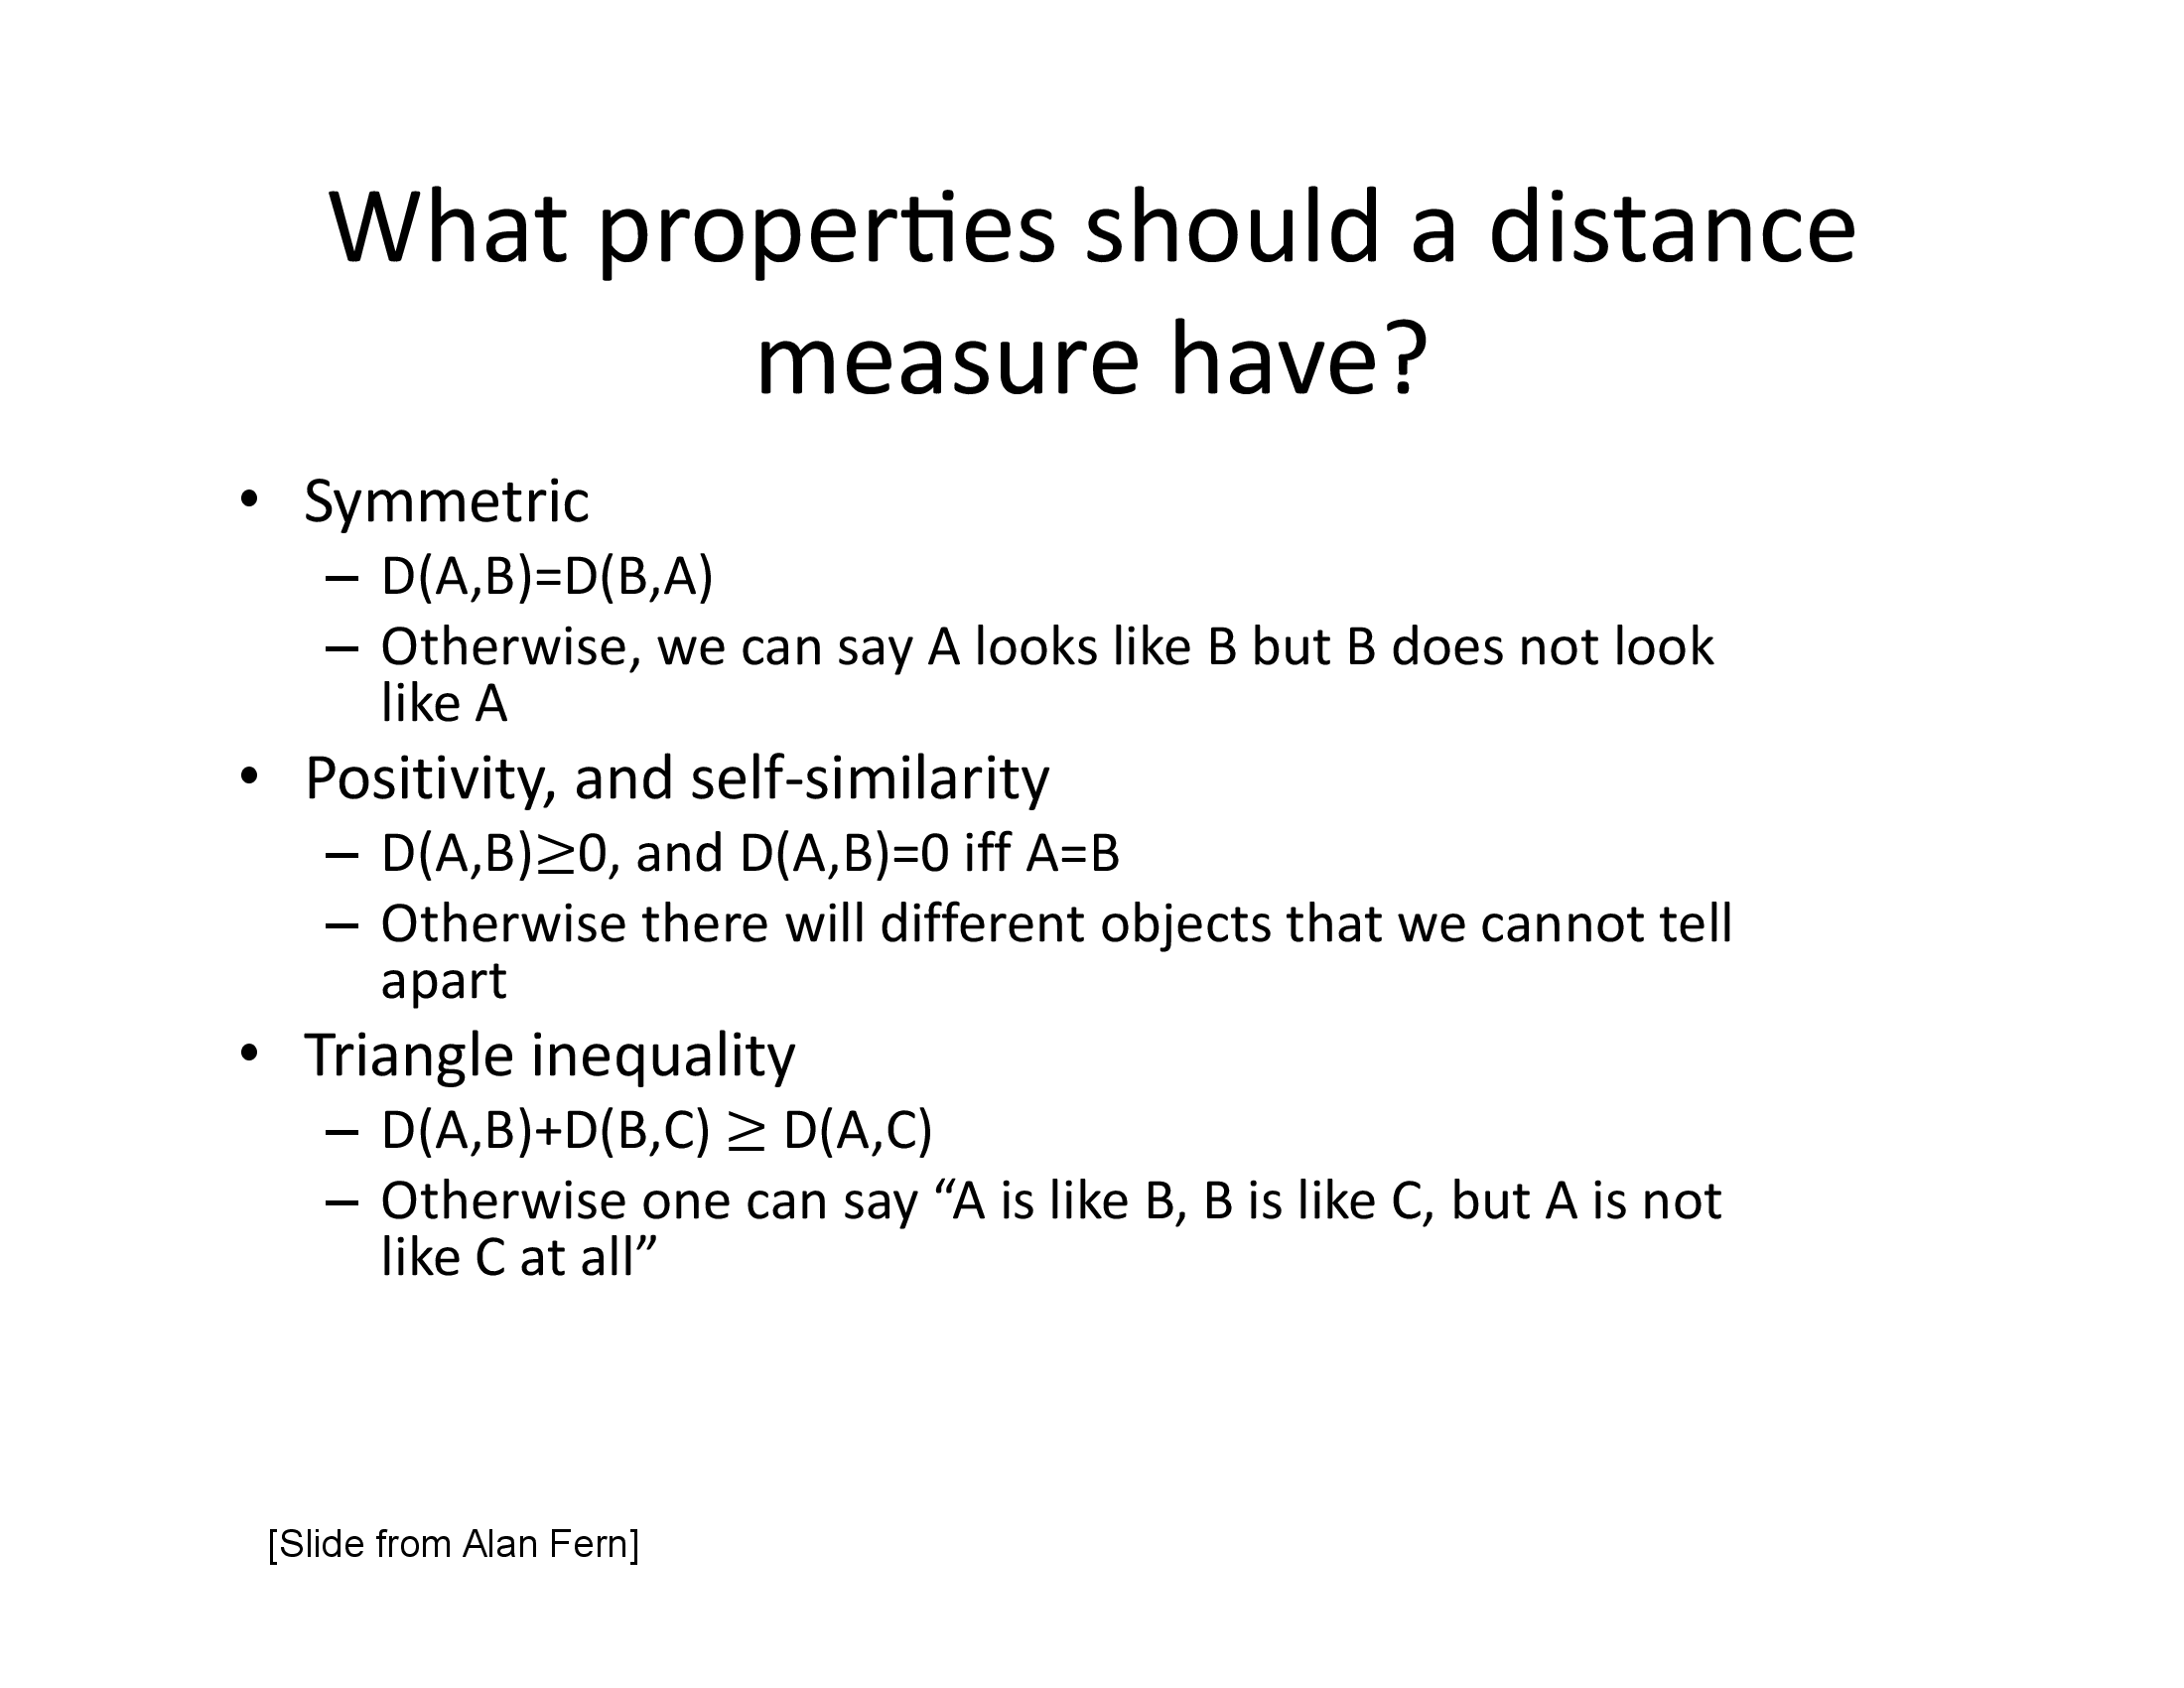 What properties should a distance
measure have?
• Symmetric
– D(A,B)=D(B,A)
– Otherwise, we can say A looks like B but B does not look
like A
• Positivity, and self-similarity
– D(A,B)≥0, and D(A,B)=0 iff A=B
– Otherwise there will different objects that we cannot tell
apart
• Triangle inequality
– D(A,B)+D(B,C) ≥ D(A,C)
– Otherwise one can say “A is like B, B is like C, but A is not
like C at all”
[Slide from Alan Fern]